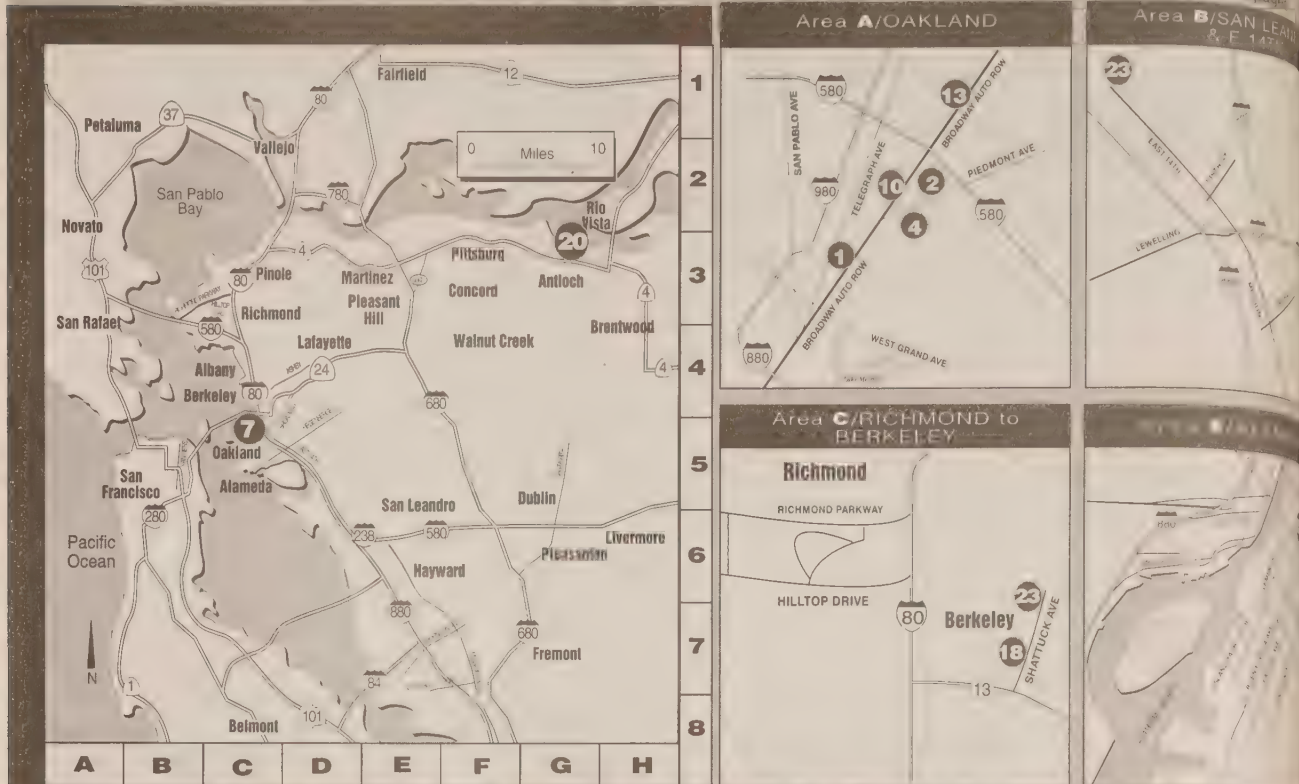 Fairfield
12
1
80
37
Petaluma
Vallejo
0 Miles 10
San Pablo
Bay
780
2
Rio
Vista
Novato
20
4
Pittsburg
101
80
Pinole
Martinez
Antioch
3
Concord
4
Pleasant
Hill
Richmond
San Rafael
580
Brentwood
Lafayette
Walnut Creek
Albany
24
4
4
Berkeley
80
680
7
Oakland
San
Francisco
Alameda
5
Dublin
San Leandro
280
238
580
Livermore
Pacific
Ocean
Pleasanton
6
Hayward
880
680
Fremont
7
N
84
1
101
Belmont
8
A B C D E F G H
Area A/OAKLAND
580
13
BROADWAY AUTO ROW
SAN PABLO AVE
TELEGRAPH AVE
PIEDMONT AVE
980
10
2
580
4
1
BROADWAY AUTO ROW
880
WEST GRAND AVE
Area B/SAN
& E 14
23
EAST 14TH
LEWELLING
Area C/RICHMOND to
BERKELEY
Richmond
RICHMOND PARKWAY
HILLTOP DRIVE
80
23
Berkeley
18
SHATTUCK AVE
13